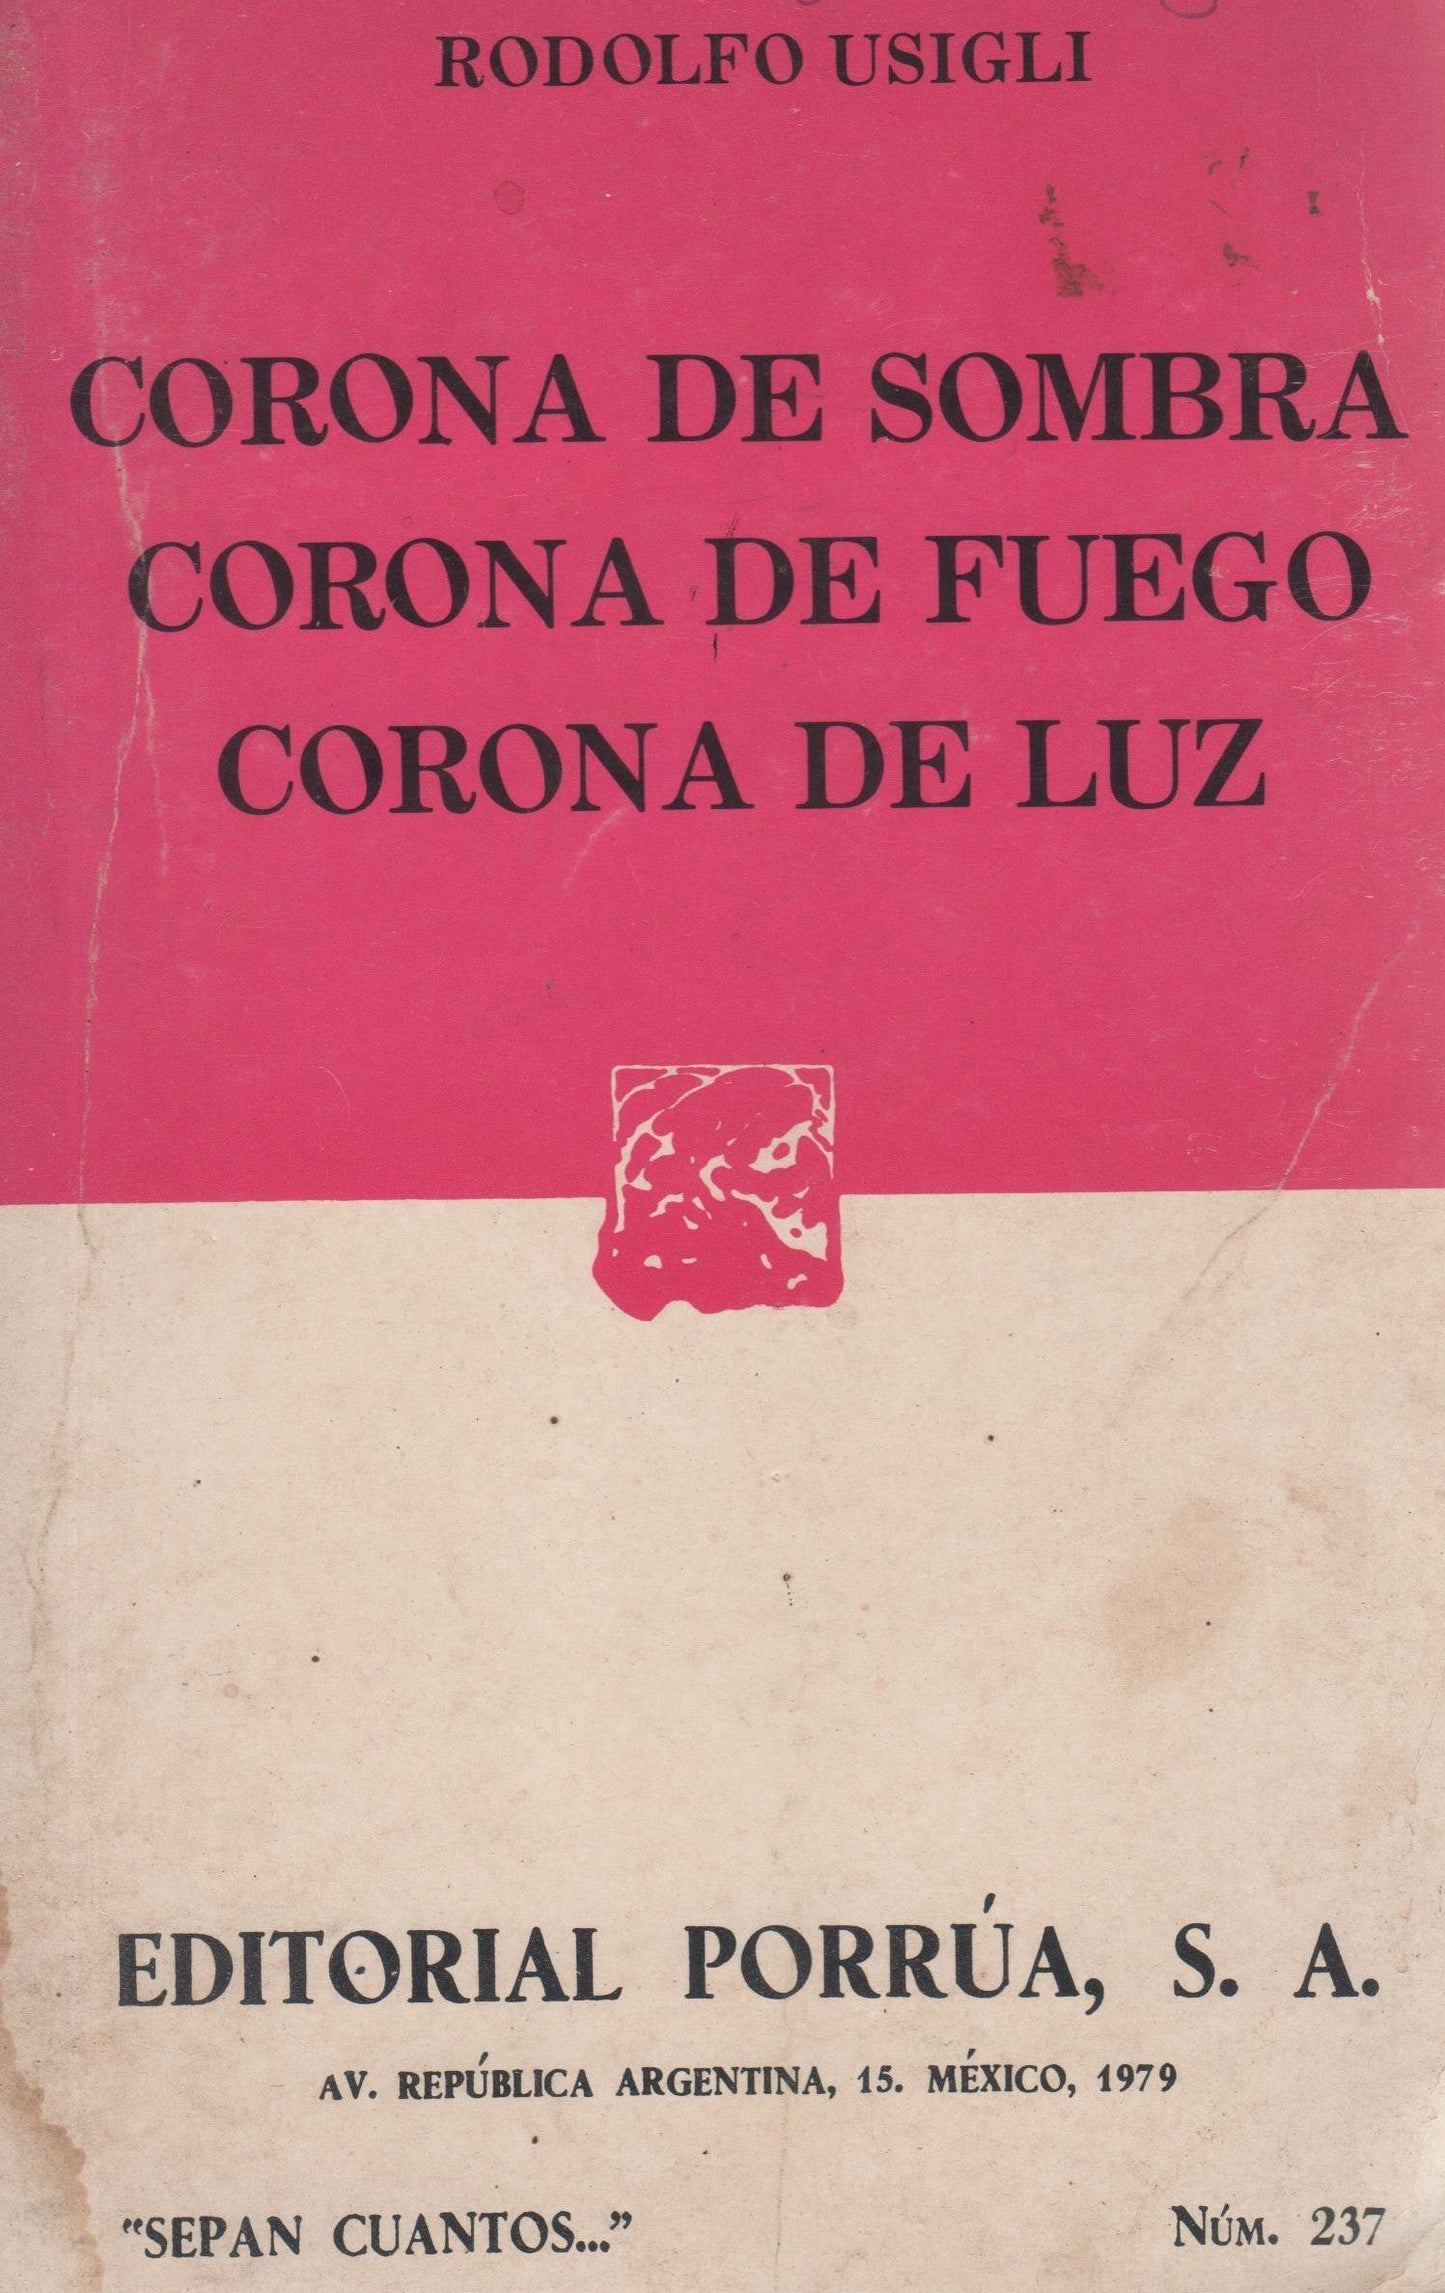 RODOLFO USIGLI
CORONA DE SOMBRA
CORONA DE FUEGO
CORONA DE LUZ
EDITORIAL PORRÚA, S. A.
AV. REPÚBLICA ARGENTINA, 15. MÉXICO, 1979
“SEPAN CUANTOS...” NÚM. 237